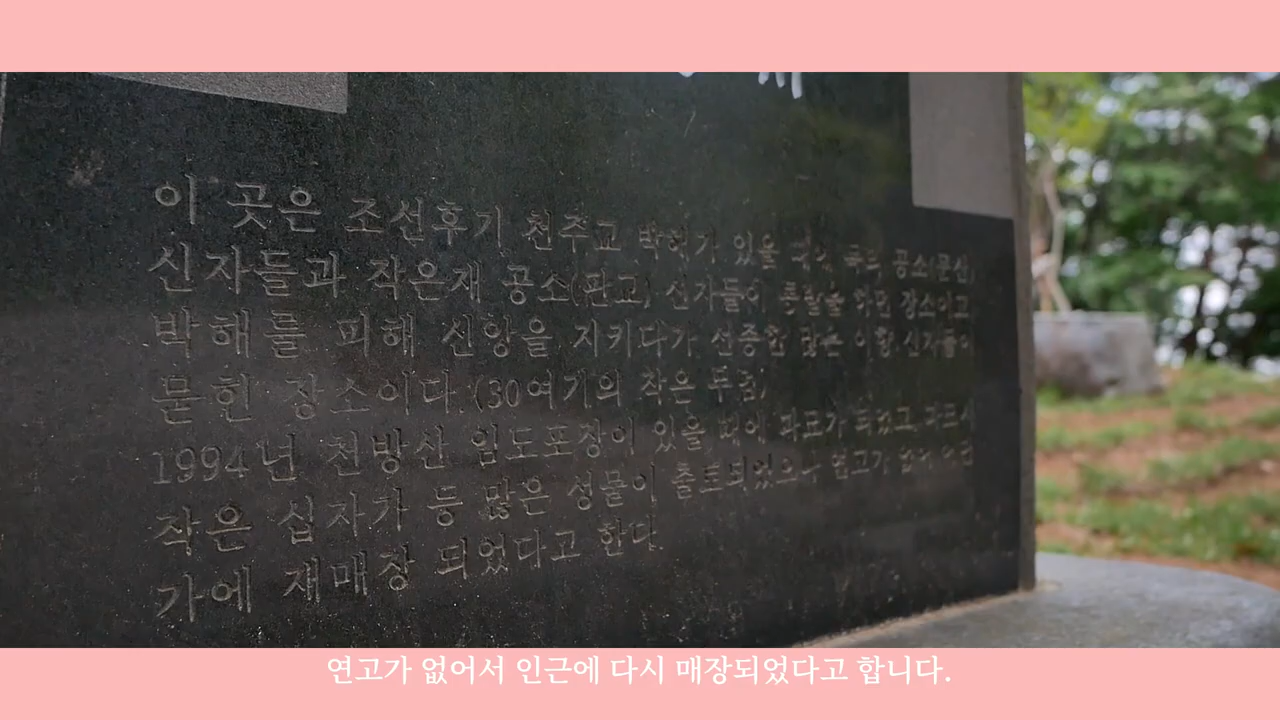 이 곳은 조선후기 천주교 박해가 있을 공소(문산)
신자들과 작은재 공소(판교) 신자들이 하던 장소이고
박해를 피해 신앙을 지키다가 선종한 많은 이랑 신자들이
묻힌 장소이다.(30여기의 작은 무덤)
1994년 천방산 임도포장이 있을 때에 파묘가 되었고,
작은 십자가 등 많은 성물이 출토되었으나 연고가 없어
가에 재매장 되었다고 한다.
연고가 없어서 인근에 다시 매장되었다고 합니다.